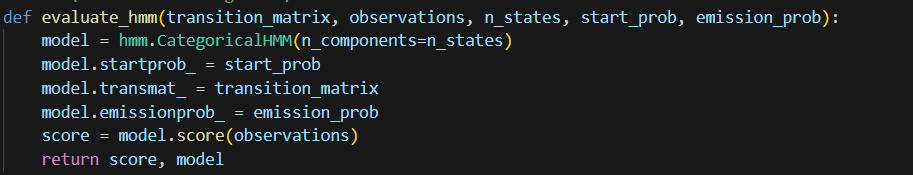 def evaluate_hmm(transition_matrix, observations, n_states, start_prob, emission_prob):
    model = hmm.CategoricalHMM(n_components=n_states)
    model.startprob_ = start_prob
    model.transmat_ = transition_matrix
    model.emissionprob_ = emission_prob
    score = model.score(observations)
    return score, model